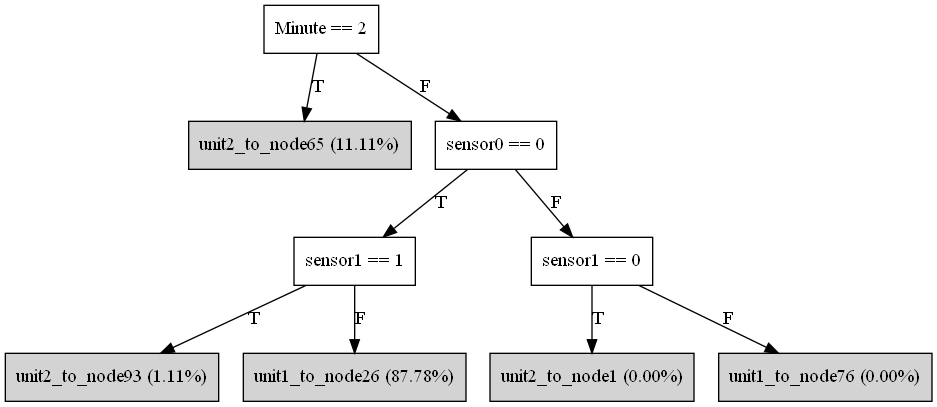 Minute == 2
T
F
unit2_to_node65 (11.11%)
sensor0 == 0
T
F
sensor1 == 1
sensor1 == 0
T
F
T
F
unit2_to_node93 (1.11%)
unit1_to_node26 (87.78%)
unit2_to_node1 (0.00%)
unit1_to_node76 (0.00%)